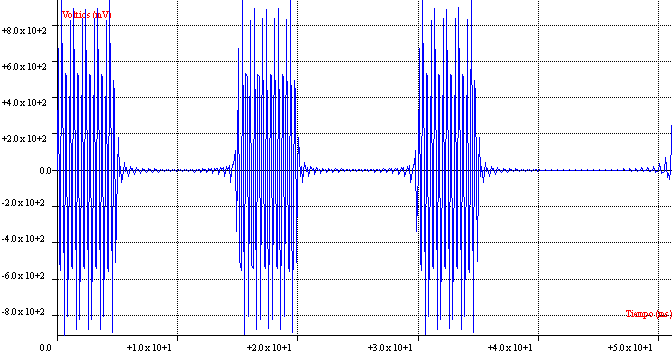 Voltids (mV)
+8.0 x 10+2
+6.0 x 10+2
+4.0 x 10+2
+2.0 x 10+2
0.0
-2.0 x 10+2
-4.0 x 10+2
-6.0 x 10+2
-8.0 x 10+2
Tiempo (ms)
0.0
+1.0 x 10+1
+2.0 x 10+1
+3.0 x 10+1
+4.0 x 10+1
+5.0 x 10+1